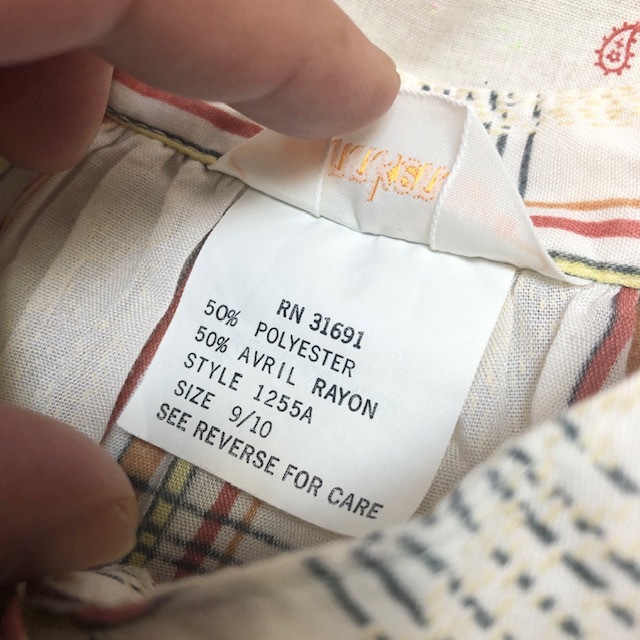 RN 31691
50% POLYESTER
50% AVRIL RAYON
STYLE 1255A
SIZE 9/10
SEE REVERSE FOR CARE